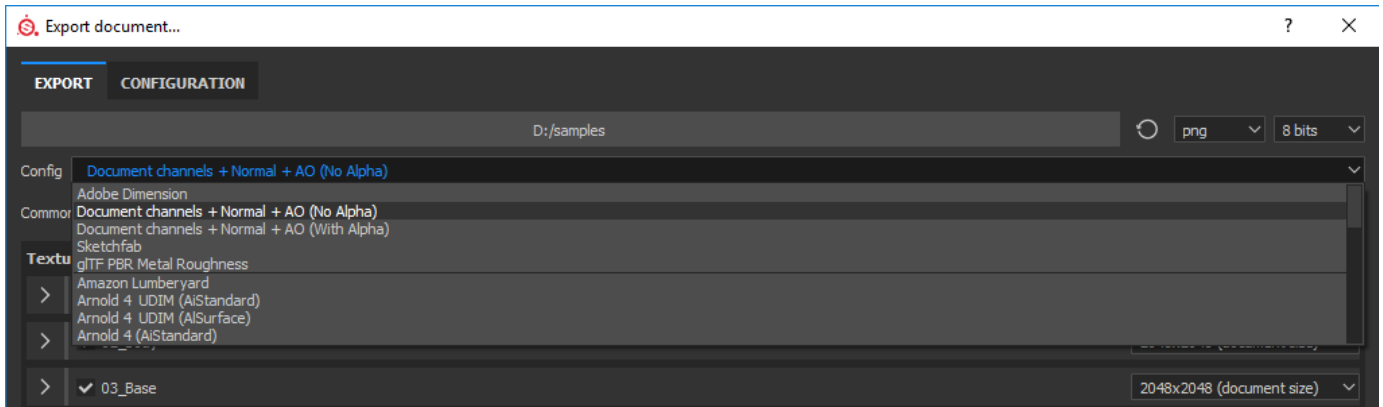 Export document...
?
EXPORT CONFIGURATION
D:/samples png 8 bits
Config Document channels + Normal + AO (No Alpha)
Adobe Dimension
Document channels + Normal + AO (No Alpha)
Document channels + Normal + AO (With Alpha)
Sketchfab
glTF PBR Metal Roughness
Amazon Lumberyard
Arnold 4 UDIM (AiStandard)
Arnold 4 UDIM (AlSurface)
Arnold 4 (AiStandard)
Common
Textu
03_Base 2048x2048 (document size)